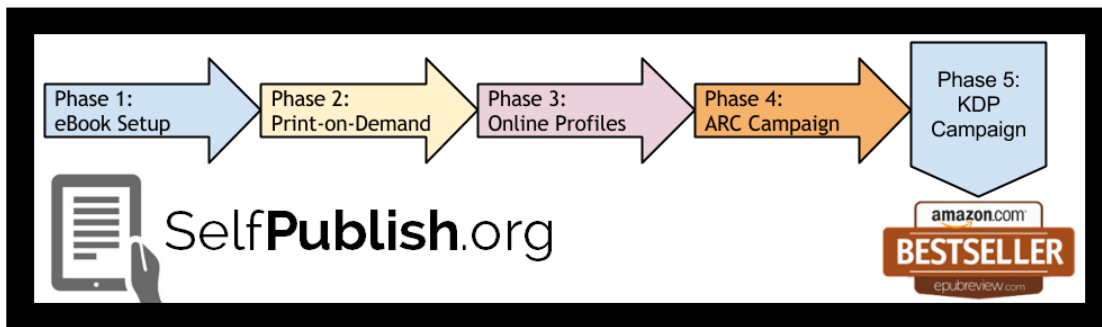 Phase 1:
eBook Setup
Phase 2:
Print-on-Demand
Phase 3:
Online Profiles
Phase 4:
ARC Campaign
Phase 5:
KDP
Campaign
SelfPublish.org
amazon.com
BESTSELLER
epubreview.com